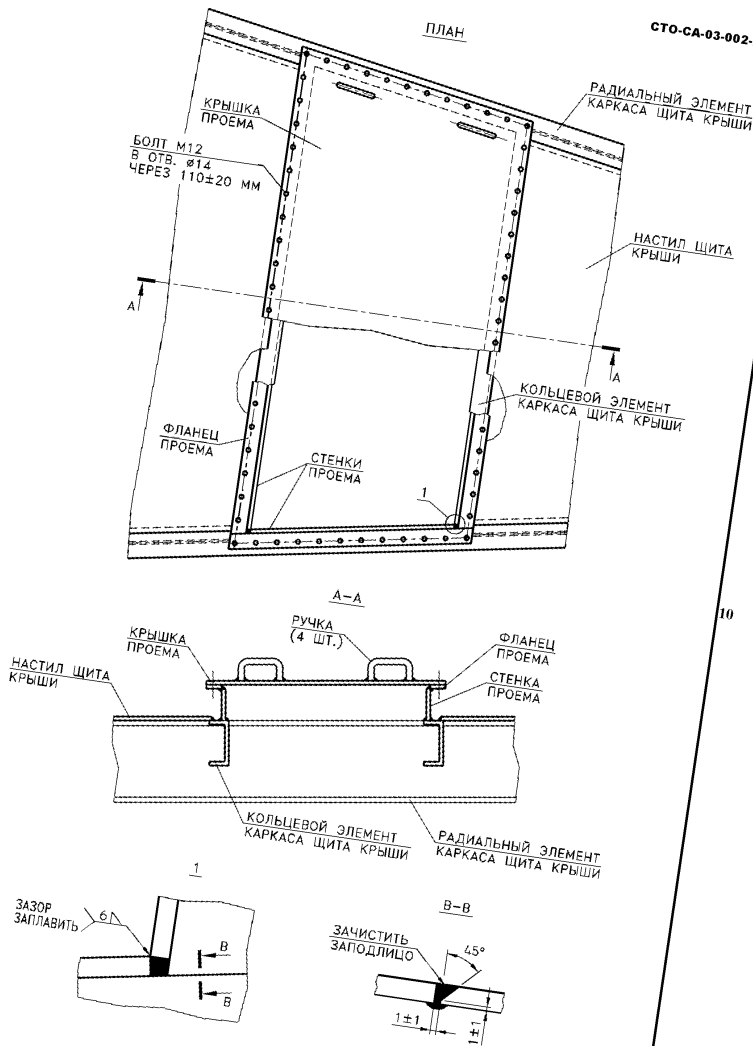 ПЛАН
СТО-СА-03-002-
РАДИАЛЬНЫЙ ЭЛЕМЕНТ
КАРКАСА ЩИТА КРЫШИ
КРЫШКА
ПРОЕМА
БОЛТ М12
В ОТВ. ø14
ЧЕРЕЗ 110±20 ММ
НАСТИЛ ЩИТА
КРЫШИ
А
А
КОЛЬЦЕВОЙ ЭЛЕМЕНТ
КАРКАСА ЩИТА КРЫШИ
ФЛАНЕЦ
ПРОЕМА
СТЕНКИ
ПРОЕМА
1
А-А
10
КРЫШКА
ПРОЕМА
РУЧКА
(4 ШТ.)
ФЛАНЕЦ
ПРОЕМА
НАСТИЛ ЩИТА
КРЫШИ
СТЕНКА
ПРОЕМА
КОЛЬЦЕВОЙ ЭЛЕМЕНТ
КАРКАСА ЩИТА КРЫШИ
РАДИАЛЬНЫЙ ЭЛЕМЕНТ
КАРКАСА ЩИТА КРЫШИ
1
ЗАЗОР
ЗАПЛАВИТЬ
6
В
В
В-В
ЗАЧИСТИТЬ
ЗАПОДЛИЦО
45°
1±1
1±1